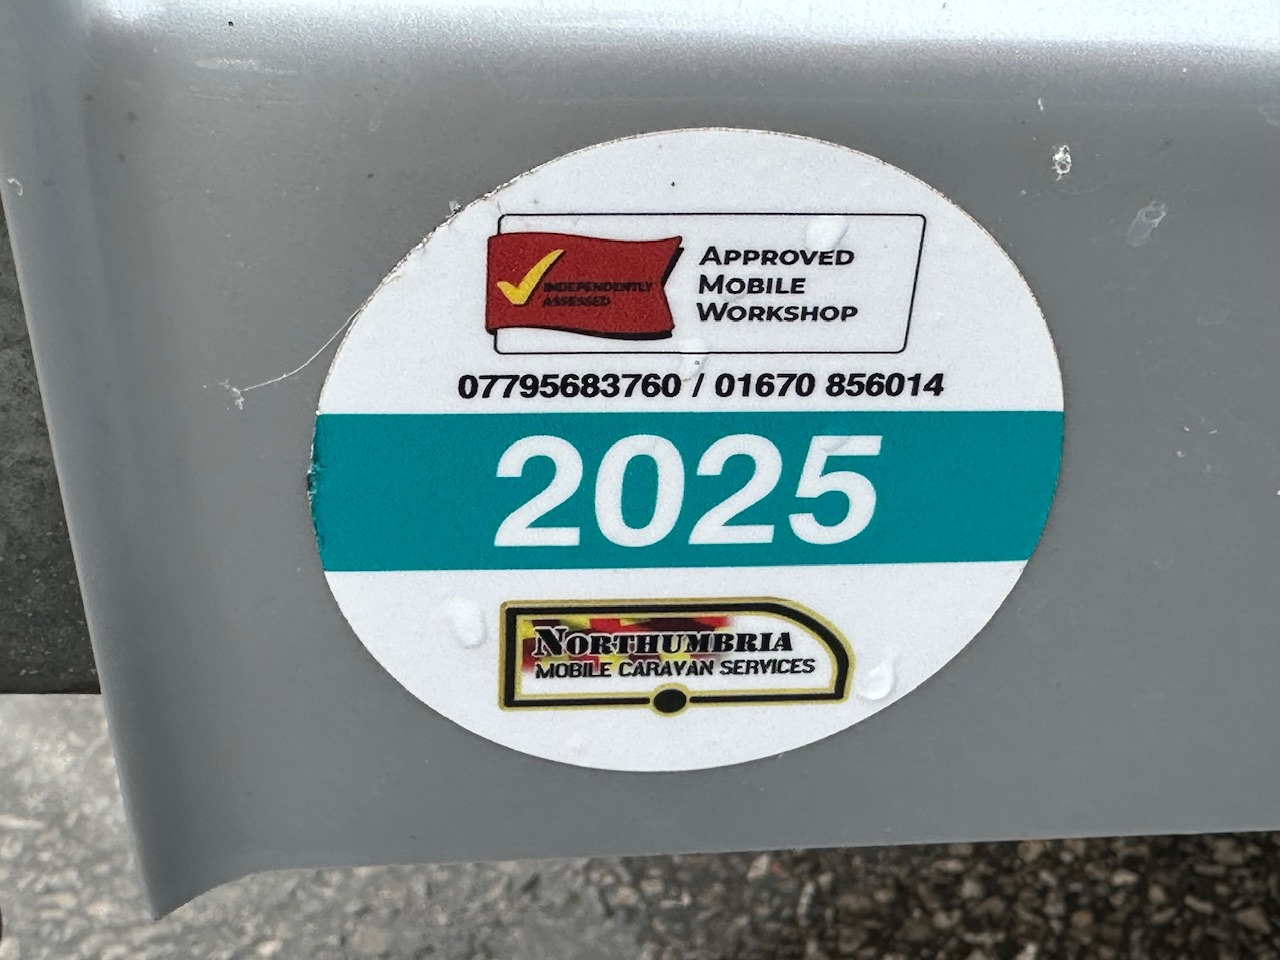 INDEPENDENTLY
ASSESSED
APPROVED
MOBILE
WORKSHOP
07795683760 / 01670 856014
2025
NORTHUMBRIA
MOBILE CARAVAN SERVICES